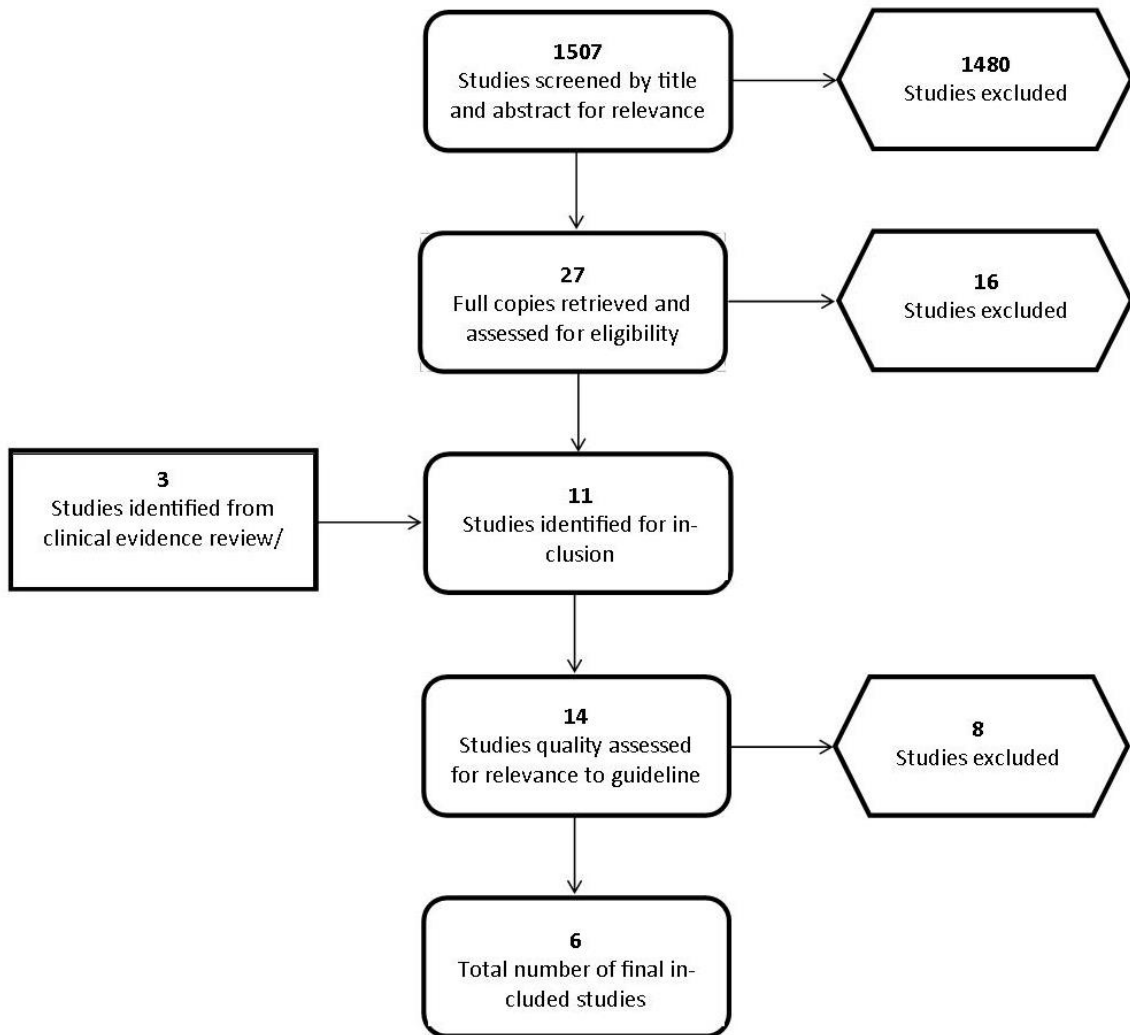 1507
Studies screened by title
and abstract for relevance
1480
Studies excluded
27
Full copies retrieved and
assessed for eligibility
16
Studies excluded
3
Studies identified from
clinical evidence review/
11
Studies identified for in-
clusion
14
Studies quality assessed
for relevance to guideline
8
Studies excluded
6
Total number of final in-
cluded studies